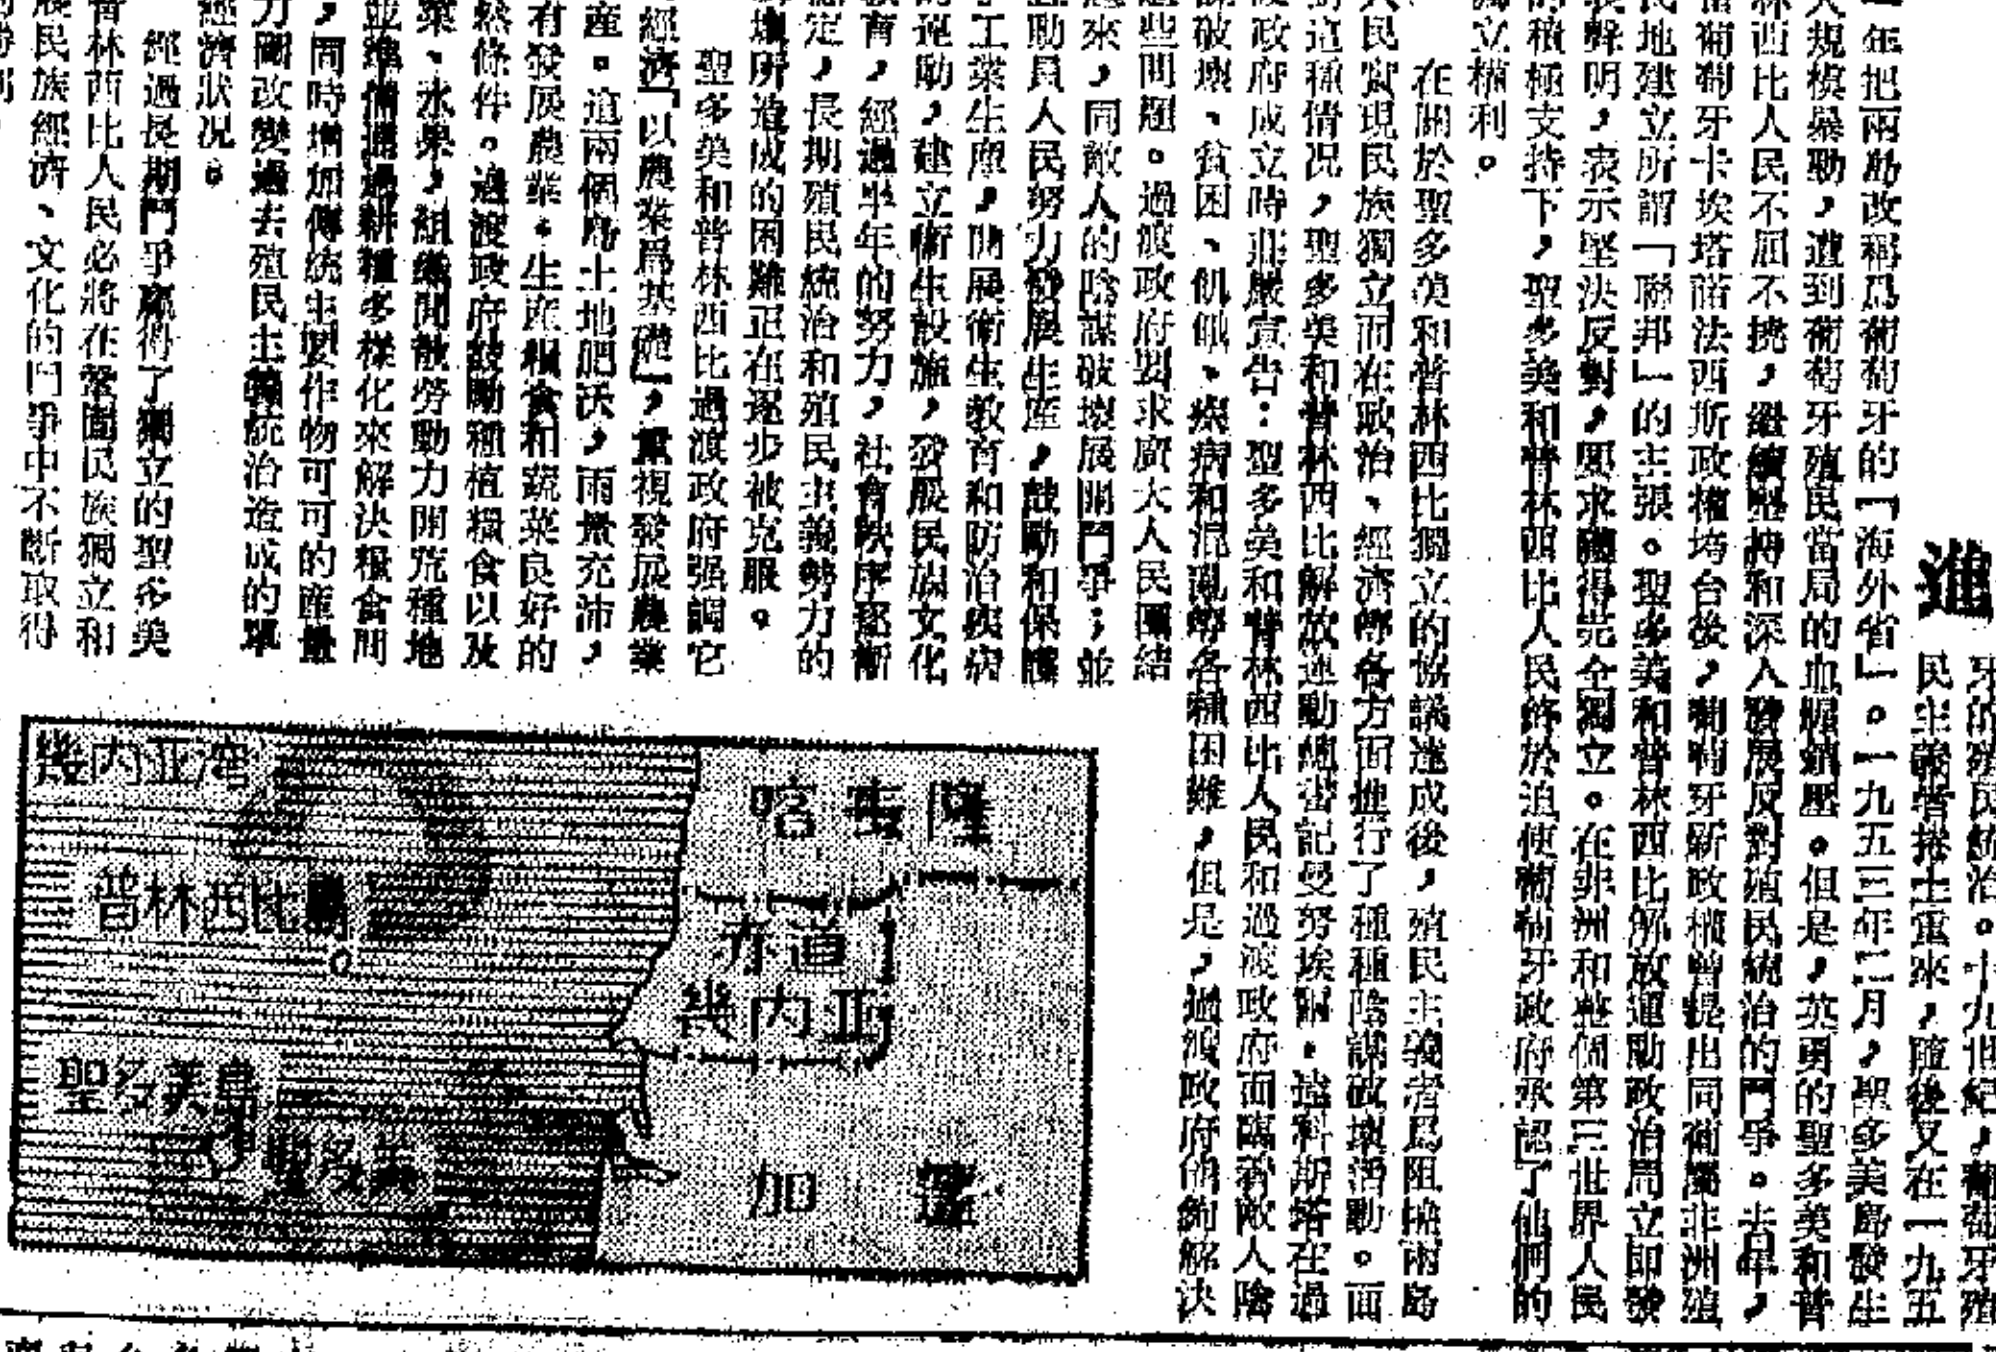 進
牙的殖民統治。十九世紀,葡萄牙殖
民主義者捲土重來,隨後又在一九五
一年把兩島改稱爲葡萄牙的「海外省」。一九五三年二月,聖多美島發生
大規模暴動,遭到葡萄牙殖民當局的血腥鎮壓。但是,英勇的聖多美和普
林西比人民不屈不撓,繼續堅持和深入發展反對殖民統治的鬥爭。去年,
當葡萄牙卡埃塔諾法西斯政權垮台後,葡萄牙新政權曾提出同葡屬非洲殖
民地建立所謂「聯邦」的主張。聖多美和普林西比解放運動政治局立即發
表聲明,表示堅決反對,要求獲得完全獨立。在非洲和整個第三世界人民
的積極支持下,聖多美和普林西比人民終於迫使葡萄牙政府承認了他們的
獨立權利。
在關於聖多美和普林西比獨立的協議達成後,殖民主義者爲阻撓兩島
人民實現民族獨立而在政治、經濟等各方面進行了種種陰謀破壞活動。面
對這種情况,聖多美和普林西比解放運動總書記曼努埃爾·達科斯塔在過
渡政府成立時莊嚴宣告:聖多美和普林西比人民和過渡政府面臨着敵人陰
謀破壞、貧困、飢餓、疾病和混亂等各種困難,但是,過渡政府能夠解決
這些問題。過渡政府要求廣大人民團結
起來,同敵人的陰謀破壞展開鬥爭;並
且動員人民努力發展生產,鼓勵和保護
手工業生產,開展衛生教育和防治疾病
的運動,建立衛生設施,發展民族文化
教育,經過半年的努力,社會秩序逐漸
穩定,長期殖民統治和殖民主義勢力的
破壞所造成的困難正在逐步被克服。
聖多美和普林西比過渡政府强調它
經濟「以農業爲基礎」,重視發展農業
產。這兩個島土地肥沃,雨量充沛,
有發展農業、生產糧食和蔬菜良好的
然條件。過渡政府鼓勵種植糧食以及
菜、水果,組織閒散勞動力開荒種地
並準備通過耕種多樣化來解決糧食問
,同時增加傳統主要作物可可的產量
力圖改變過去殖民主義統治造成的單
經濟狀况。
經過長期鬥爭贏得了獨立的聖多美
普林西比人民必將在鞏固民族獨立和
展民族經濟、文化的鬥爭中不斷取得
幾內亚湾
普林西比島
聖多美島
聖多美
喀麥隆
赤道
幾内亚
加蓬